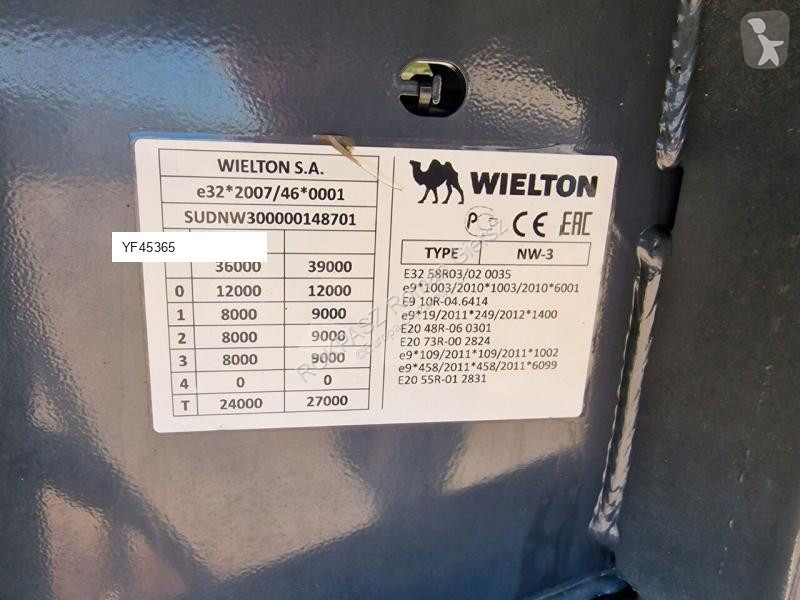 WIELTON S.A.
e32*2007/46*0001
SUDNW300000148701
YF45365
36000 39000
0 12000 12000
1 8000 9000
2 8000 9000
3 8000 9000
4 0 0
T 24000 27000
WIELTON
CE EAC
TYPE NW-3
E32 58R03/02 0035
e9*1003/2010*1003/2010*6001
E9 10R-04.6414
e9*19/2011*249/2012*1400
E20 48R-06 0301
E20 73R-00 2824
e9*109/2011*109/2011*1002
e9*458/2011*458/2011*6099
E20 55R-01 2831